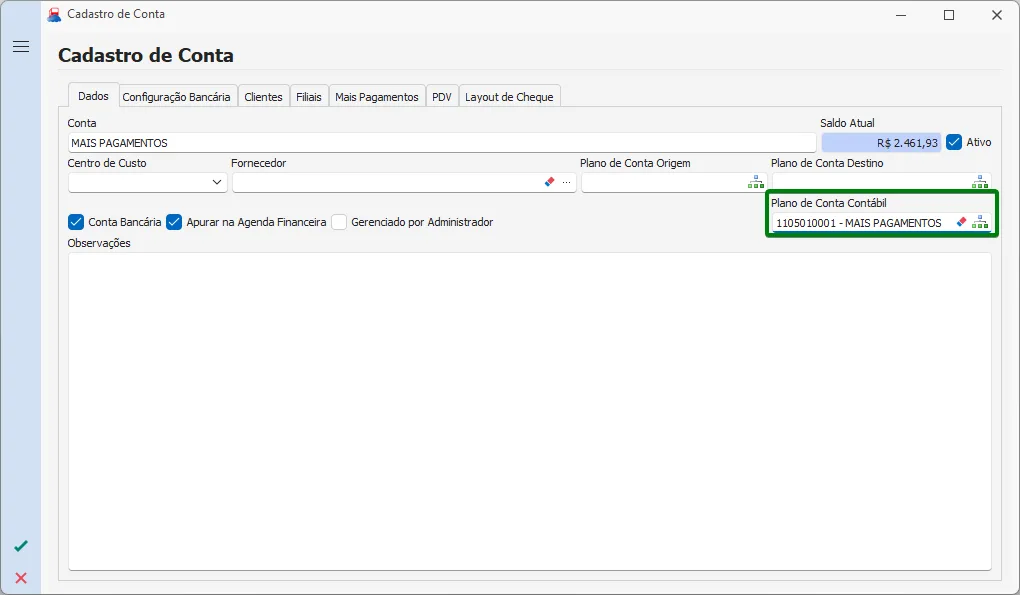 Cadastro de Conta
Cadastro de Conta
Dados Configuração Bancária Clientes Filiais Mais Pagamentos PDV Layout de Cheque
Conta Saldo Atual
MAIS PAGAMENTOS R$ 2.461,93 Ativo
Centro de Custo Fornecedor Plano de Conta Origem Plano de Conta Destino
Plano de Conta Contábil
Conta Bancária Apurar na Agenda Financeira Gerenciado por Administrador 1105010001 - MAIS PAGAMENTOS
Observações